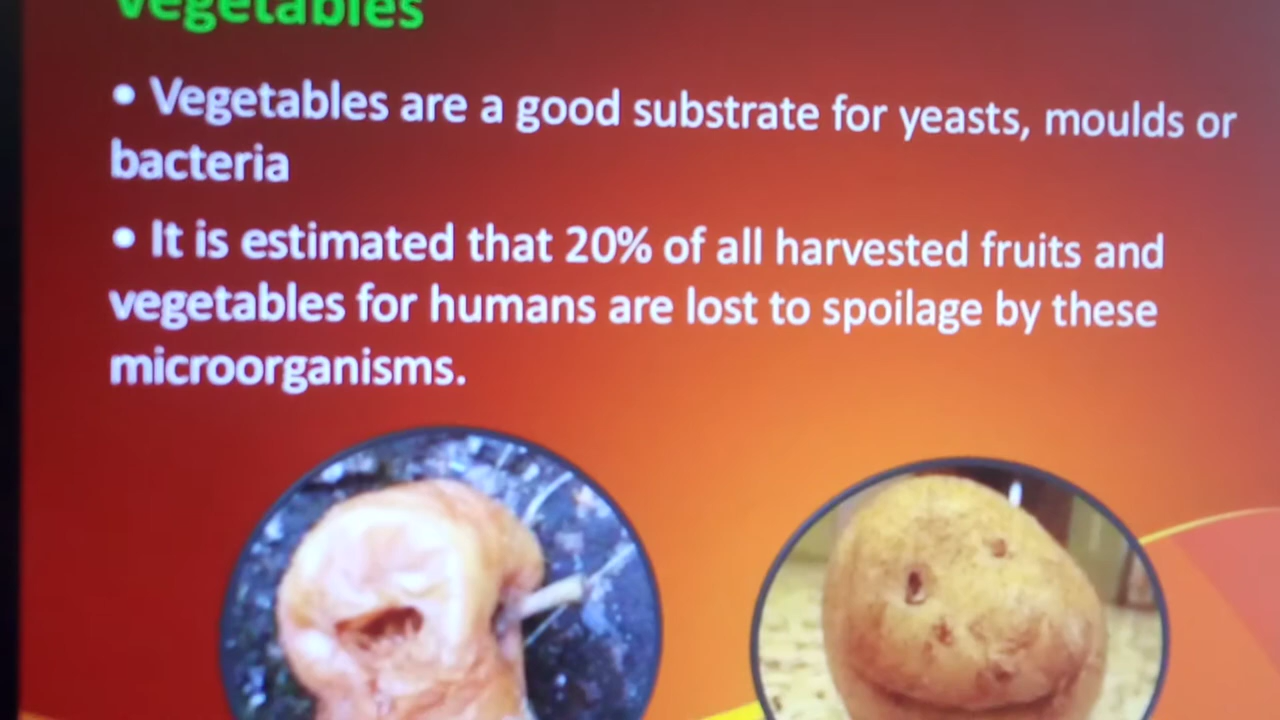 vegetables
• Vegetables are a good substrate for yeasts, moulds or
bacteria
• It is estimated that 20% of all harvested fruits and
vegetables for humans are lost to spoilage by these
microorganisms.